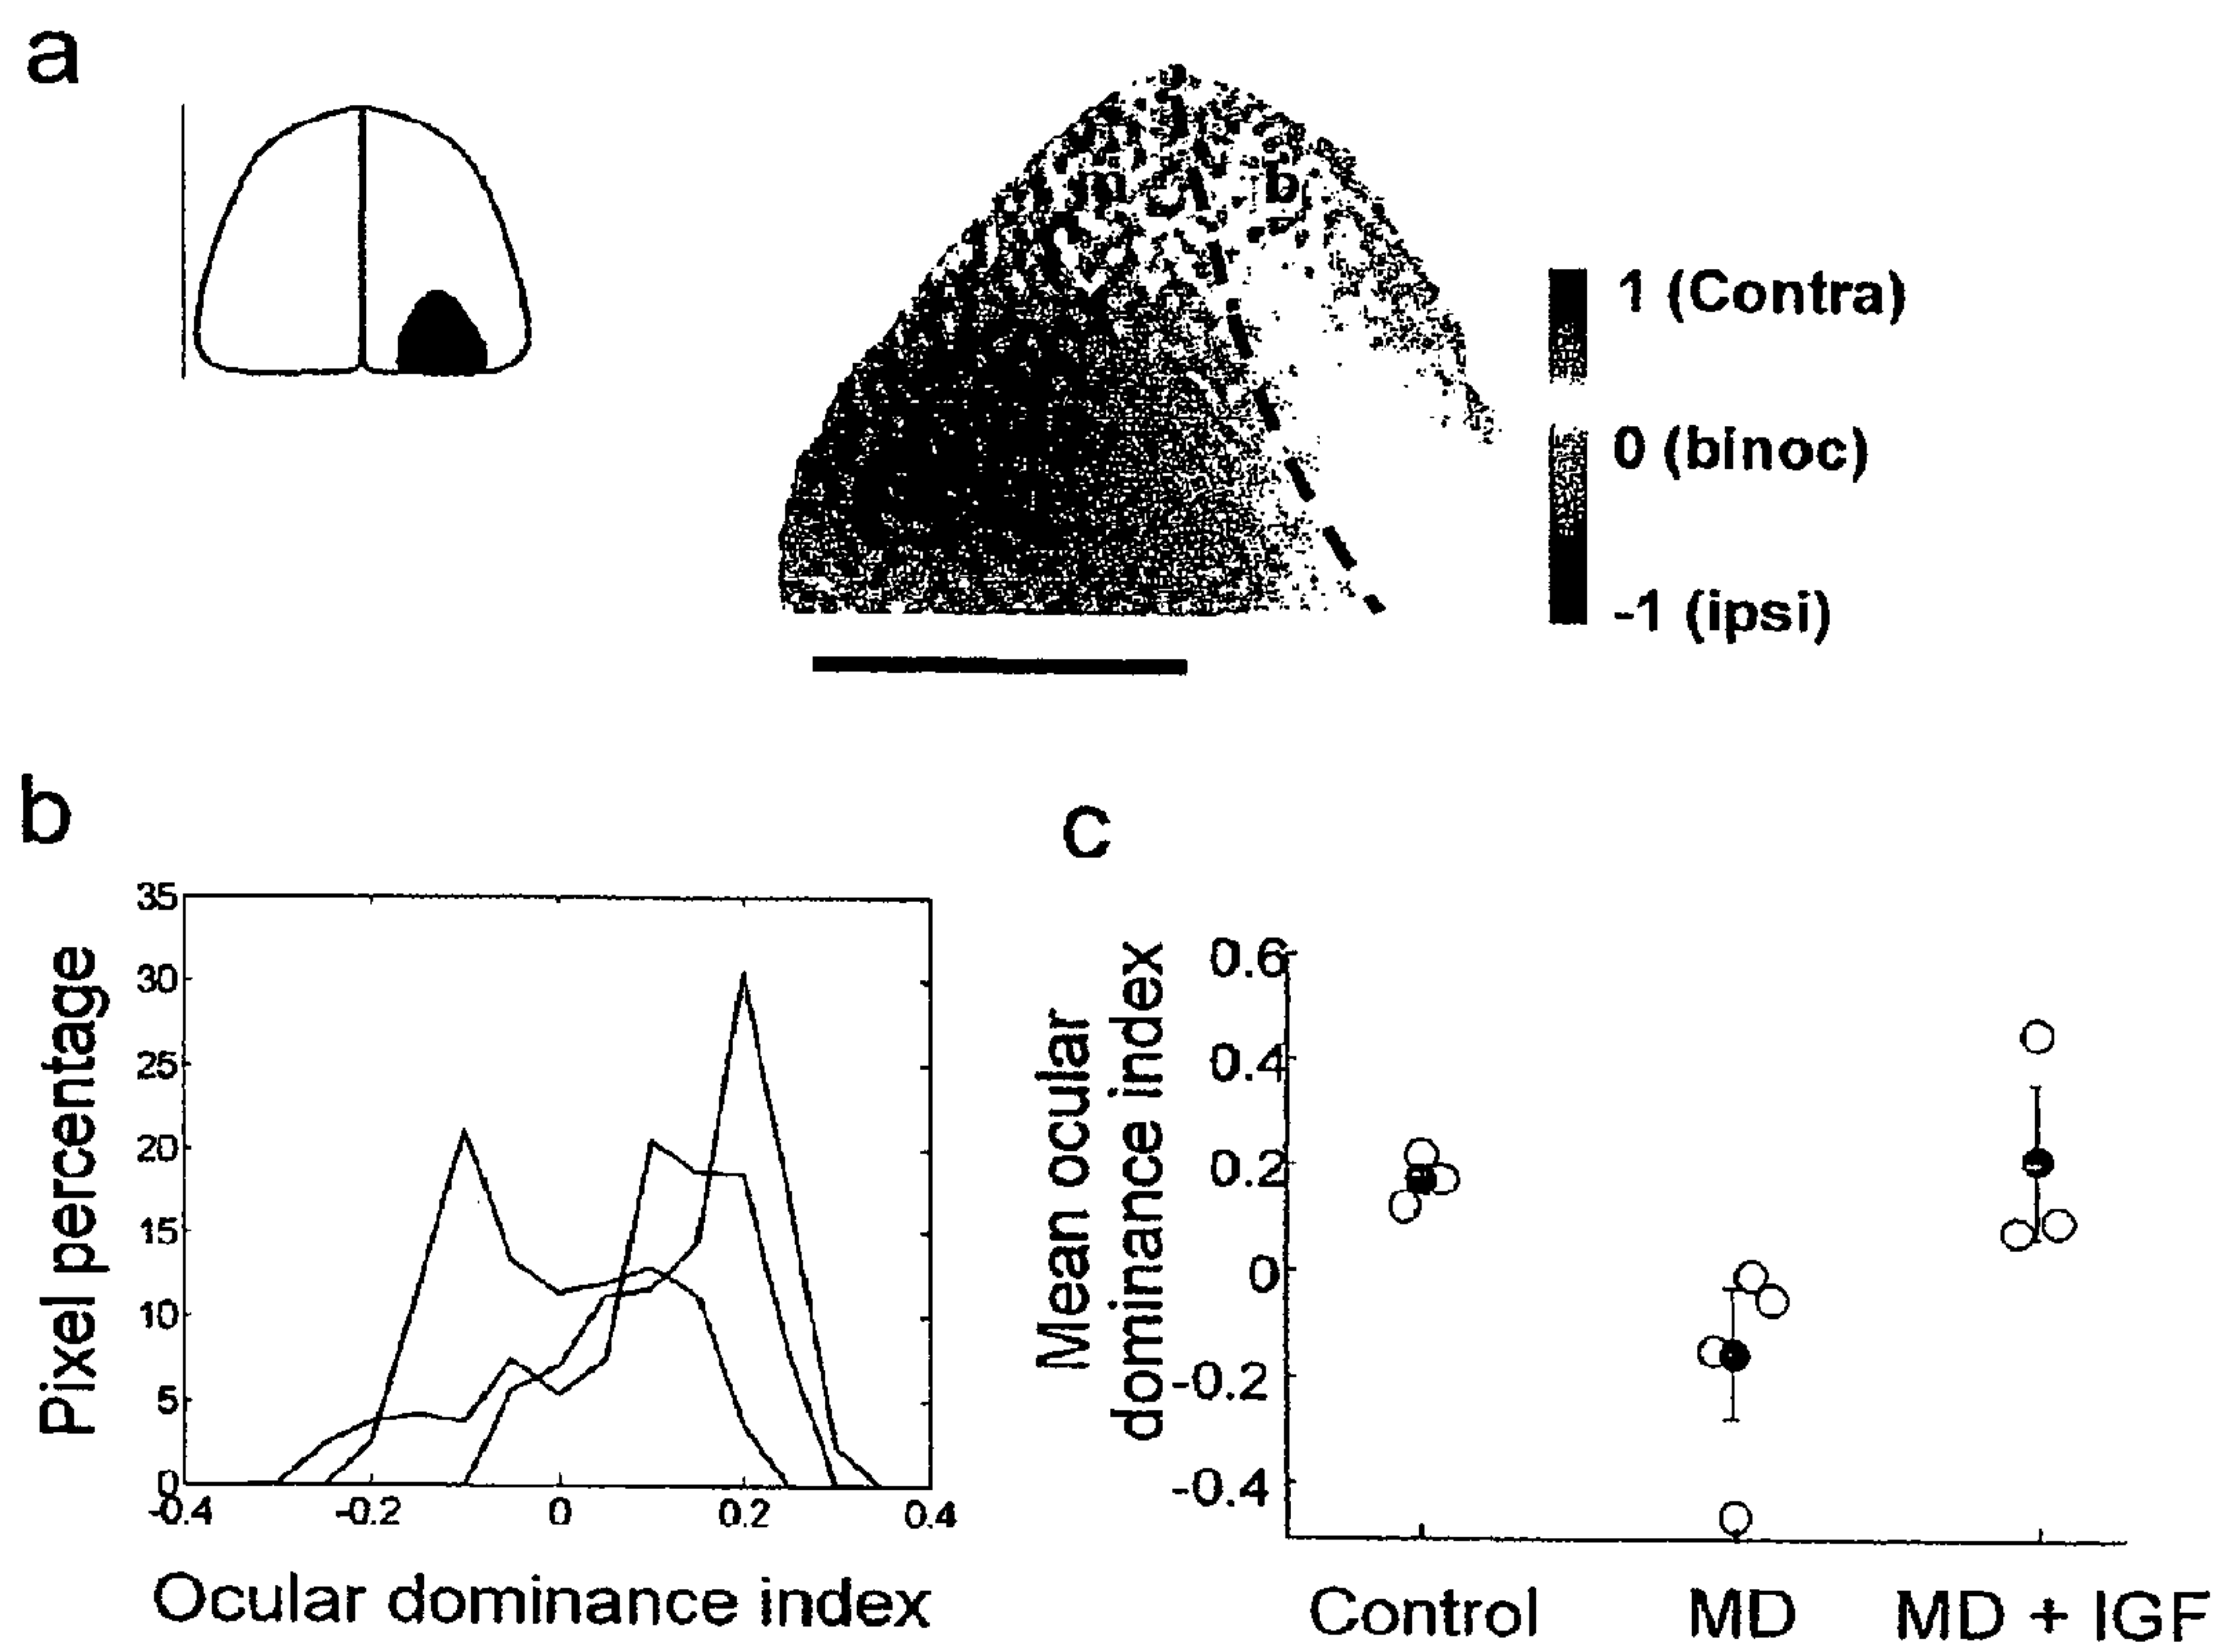 a
m
b
1 (Contra)
0 (binoc)
-1 (ipsi)
b
35
30
25
20
15
10
5
0
Pixel percentage
-0.4
-0.2
0
0.2
0.4
Ocular dominance index
c
Mean ocular
dominance index
0.6
0.4
0.2
0
-0.2
-0.4
Control
MD
MD + IGF